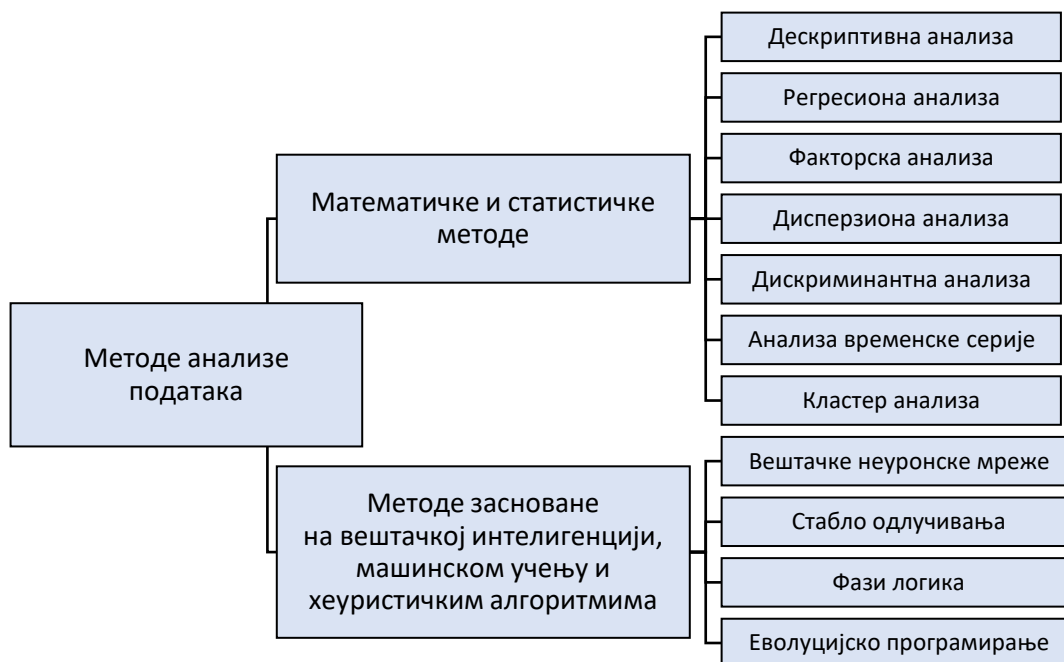 Методе анализе
података
Математичке и статистичке
методе
Дескриптивна анализа
Регресиона анализа
Факторска анализа
Дисперзиона анализа
Дискриминантна анализа
Анализа временске серије
Кластер анализа
Методе засноване
на вештачкој интелигенцији,
машинском учењу и
хеуристичким алгоритмима
Вештачке неуронске мреже
Стабло одлучивања
Фази логика
Еволуцијско програмирање